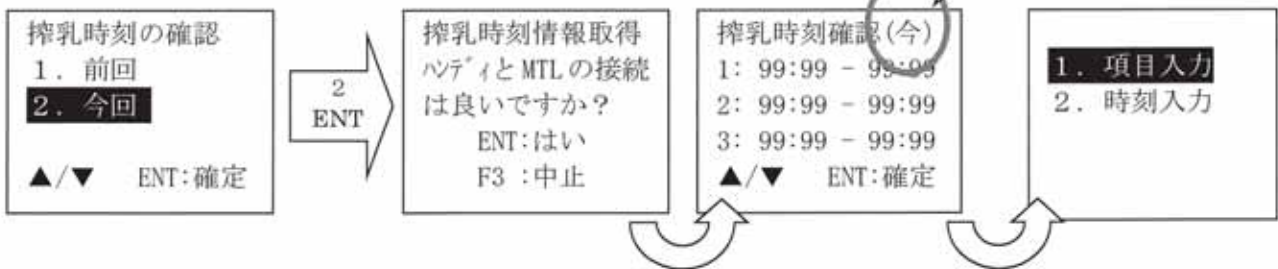 搾乳時刻の確認
1. 前回
2. 今回
▲/▼ ENT:確定
2
ENT
搾乳時刻情報取得
ﾊﾝﾃﾞｨとMTLの接続
は良いですか?
ENT:はい
F3 :中止
搾乳時刻確認(今)
1: 99:99 - 99:99
2: 99:99 - 99:99
3: 99:99 - 99:99
▲/▼ ENT:確定
1. 項目入力
2. 時刻入力